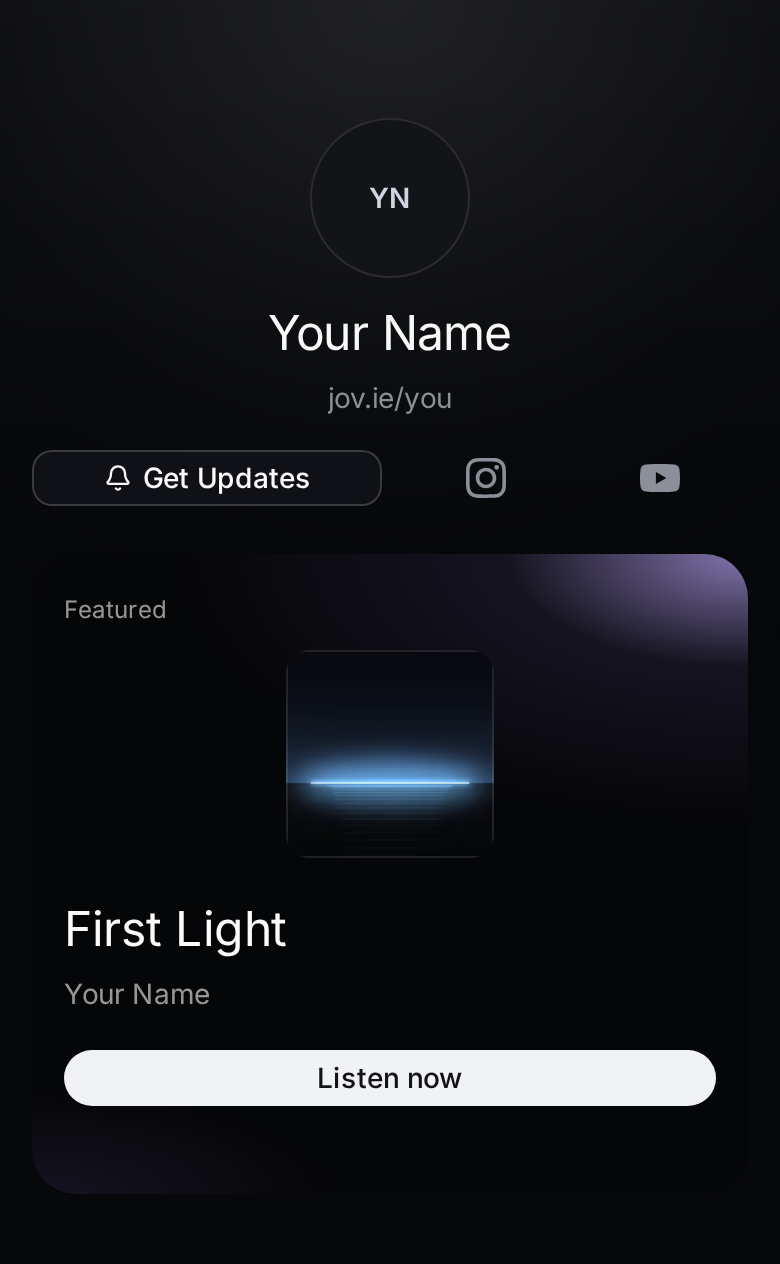 YN
Your Name
jov.ie/you
Get Updates
Featured
First Light
Your Name
Listen now